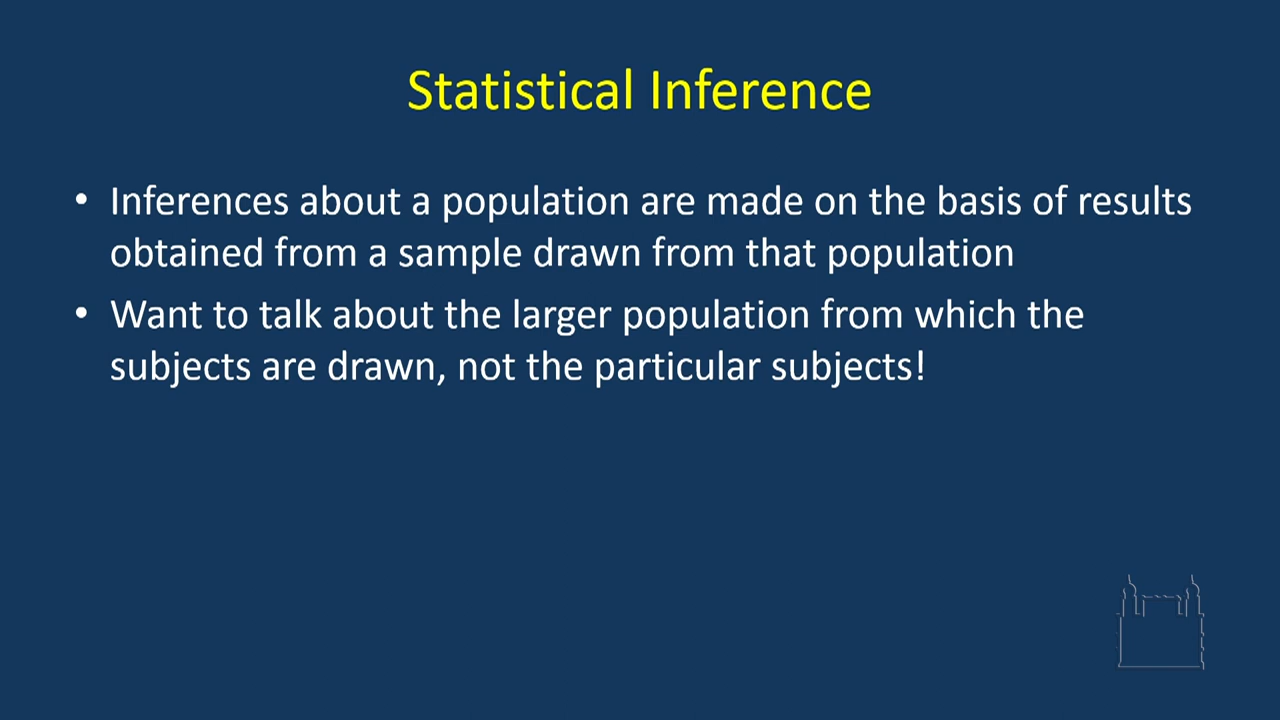 Statistical Inference
• Inferences about a population are made on the basis of results
obtained from a sample drawn from that population
• Want to talk about the larger population from which the
subjects are drawn, not the particular subjects!